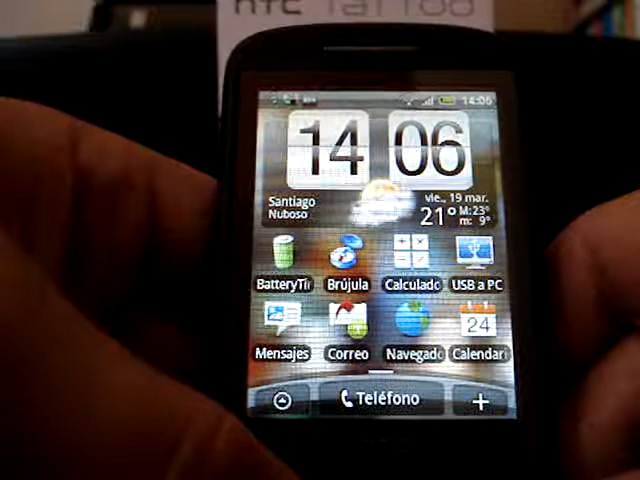 hTC TaTToo
14:06
14 06
Santiago
Nuboso
vie., 19 mar.
21° M:23°
m: 9°
BatteryTi
Brújula
Calculado
USB a PC
Mensajes
Correo
24
Navegado
Calendari
Teléfono